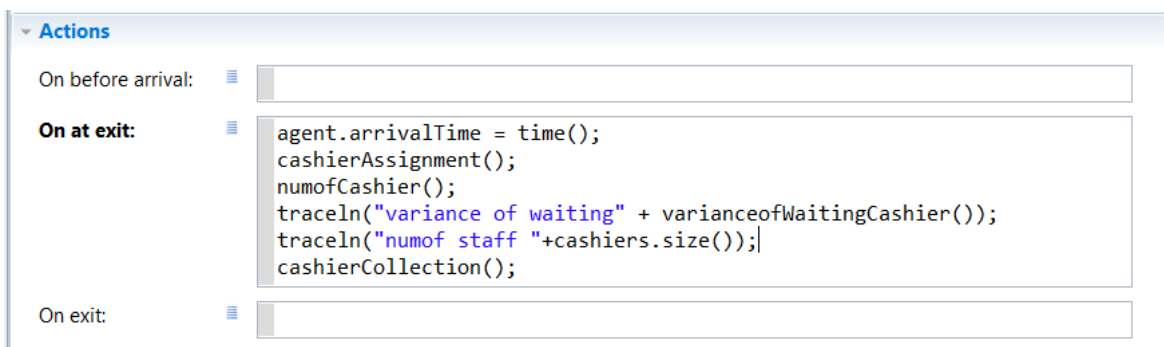 Actions
On before arrival:
On at exit:
agent.arrivalTime = time();
cashierAssignment();
numofCashier();
traceln("variance of waiting" + varianceofWaitingCashier());
traceln("numof staff "+cashiers.size());
cashierCollection();
On exit: